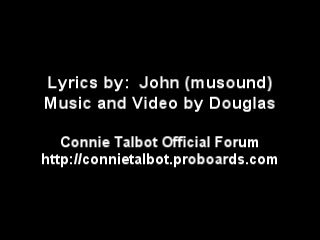 Lyrics by:  John (musound)
Music and Video by Douglas
Connie Talbot Official Forum
http://connietalbot.proboards.com